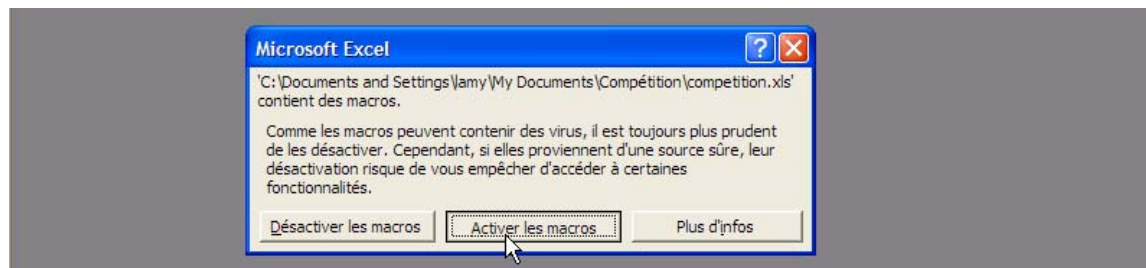 Microsoft Excel
'C:\Documents and Settings\lamy\My Documents\Compétition\competition.xls'
contient des macros.
Comme les macros peuvent contenir des virus, il est toujours plus prudent
de les désactiver. Cependant, si elles proviennent d'une source sûre, leur
désactivation risque de vous empêcher d'accéder à certaines
fonctionnalités.
Désactiver les macros Activer les macros Plus d'infos